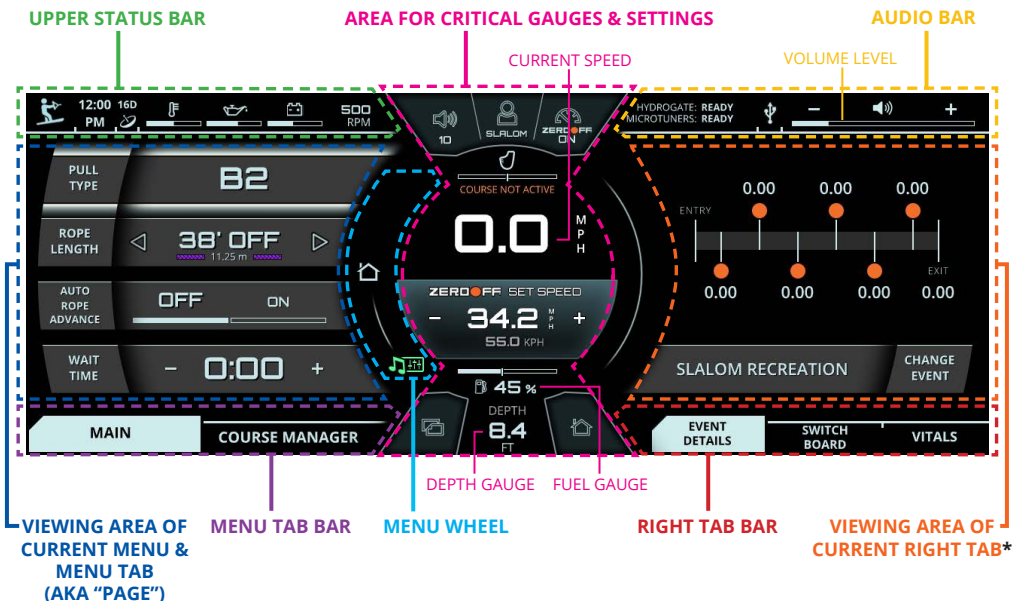 UPPER STATUS BAR
AREA FOR CRITICAL GAUGES & SETTINGS
AUDIO BAR
CURRENT SPEED
VOLUME LEVEL
12:00 PM
16D
500 RPM
10
SLALOM
ZEROOFF
ON
HYDROGATE: READY
MICROTUNERS: READY
−
+
PULL
TYPE
B2
ROPE
LENGTH
38' OFF
11.25 m
AUTO
ROPE
ADVANCE
OFF
ON
WAIT
TIME
− 0:00 +
COURSE NOT ACTIVE
0.0
MPH
ZEROOFF SET SPEED
− 34.2 MPH +
55.0 KPH
45 %
DEPTH
8.4
FT
0.00 0.00 0.00
ENTRY
EXIT
0.00 0.00 0.00
SLALOM RECREATION
CHANGE
EVENT
MAIN
COURSE MANAGER
EVENT
DETAILS
SWITCH
BOARD
VITALS
DEPTH GAUGE
FUEL GAUGE
VIEWING AREA OF
CURRENT MENU &
MENU TAB
(AKA “PAGE”)
MENU TAB BAR
MENU WHEEL
RIGHT TAB BAR
VIEWING AREA OF
CURRENT RIGHT TAB*